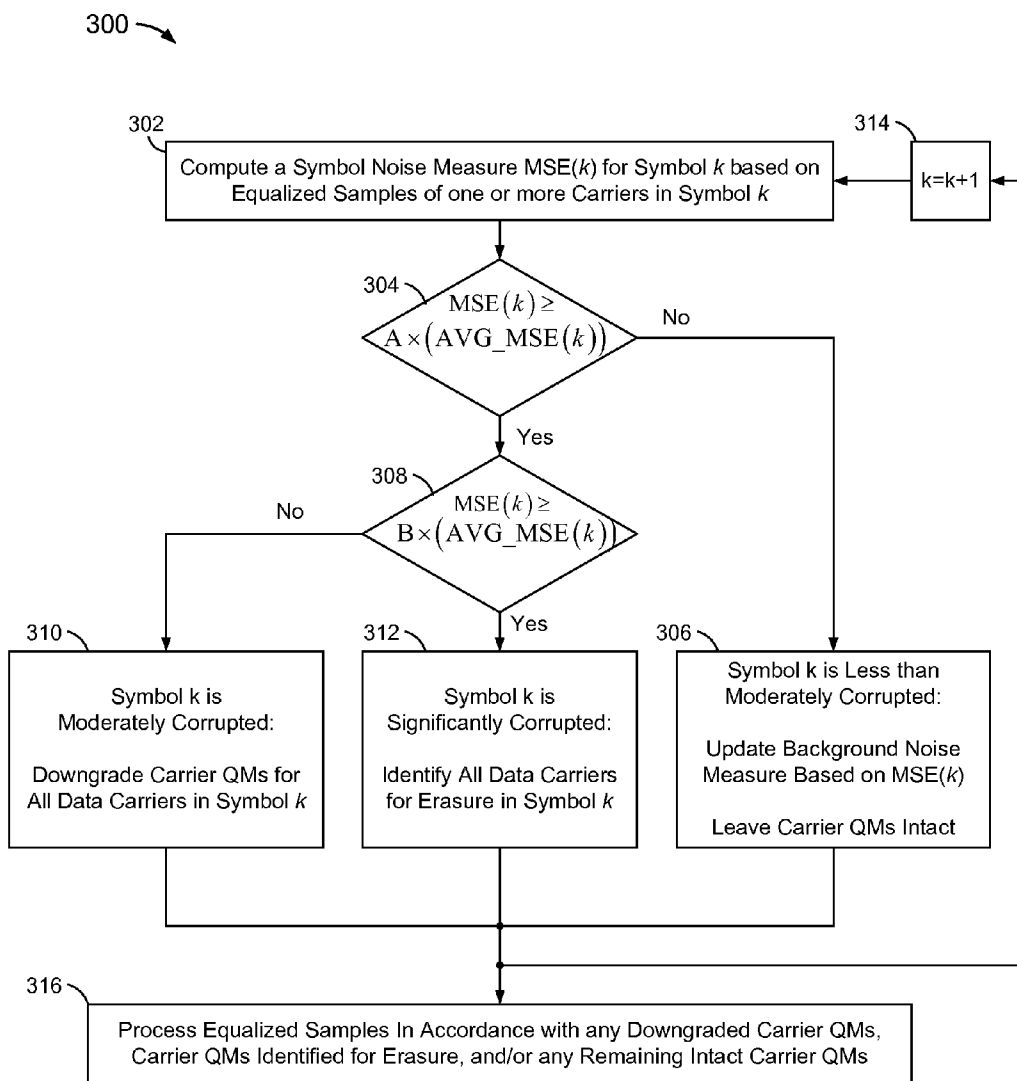 300
302
Compute a Symbol Noise Measure MSE(k) for Symbol k based on
Equalized Samples of one or more Carriers in Symbol k
314
k=k+1
304
MSE(k) ≥
A × (AVG_MSE(k))
No
Yes
308
MSE(k) ≥
B × (AVG_MSE(k))
No
Yes
310
Symbol k is
Moderately Corrupted:
Downgrade Carrier QMs for
All Data Carriers in Symbol k
312
Symbol k is
Significantly Corrupted:
Identify All Data Carriers
for Erasure in Symbol k
306
Symbol k is Less than
Moderately Corrupted:
Update Background Noise
Measure Based on MSE(k)
Leave Carrier QMs Intact
316
Process Equalized Samples In Accordance with any Downgraded Carrier QMs,
Carrier QMs Identified for Erasure, and/or any Remaining Intact Carrier QMs